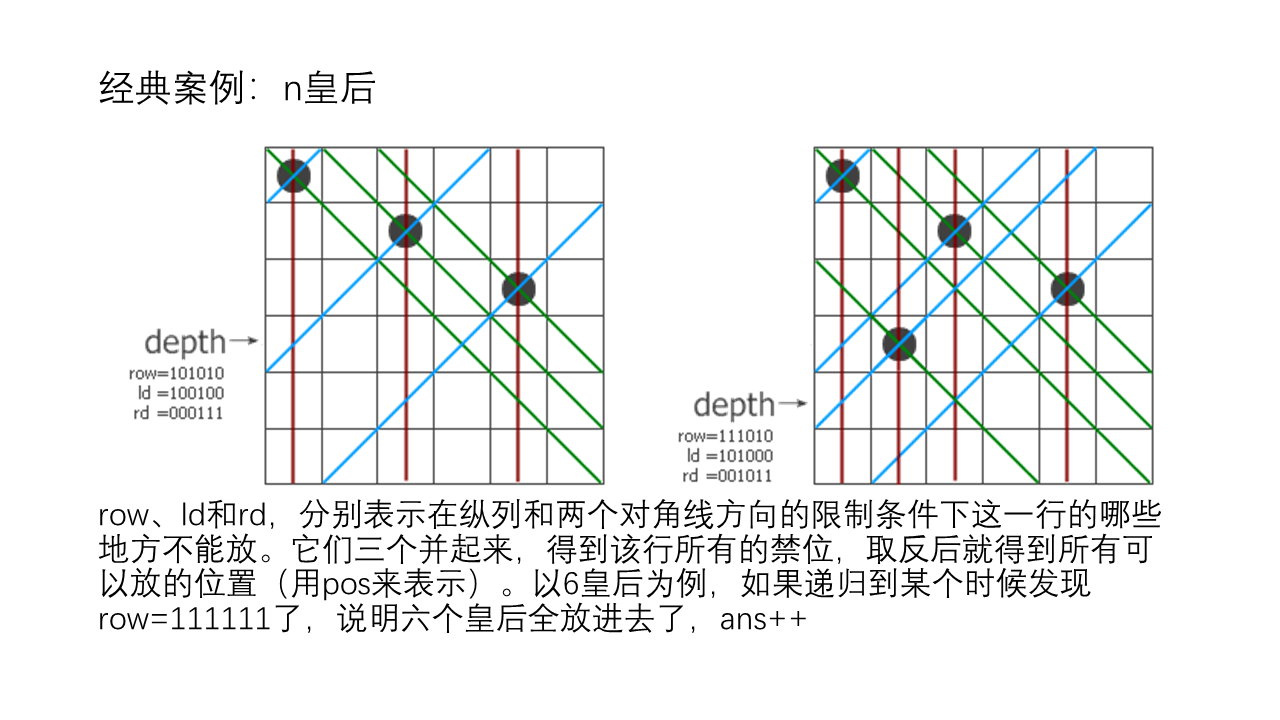 经典案例：n皇后
depth
row=101010
ld =100100
rd =000111
depth
row=111010
ld =101000
rd =001011
row、ld和rd，分别表示在纵列和两个对角线方向的限制条件下这一行的哪些
地方不能放。它们三个并起来，得到该行所有的禁位，取反后就得到所有可
以放的位置（用pos来表示）。以6皇后为例，如果递归到某个时候发现
row=111111了，说明六个皇后全放进去了，ans++